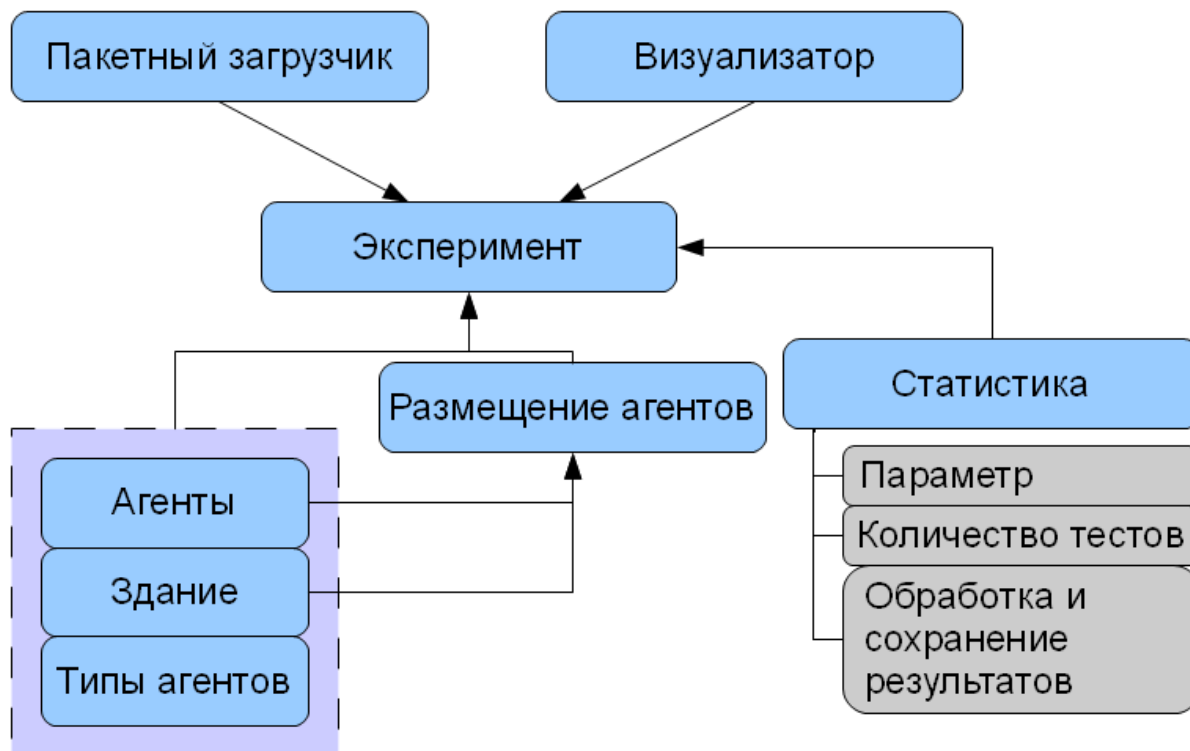 Пакетный загрузчик
Визуализатор
Эксперимент
Размещение агентов
Статистика
Агенты
Здание
Типы агентов
Параметр
Количество тестов
Обработка и
сохранение
результатов